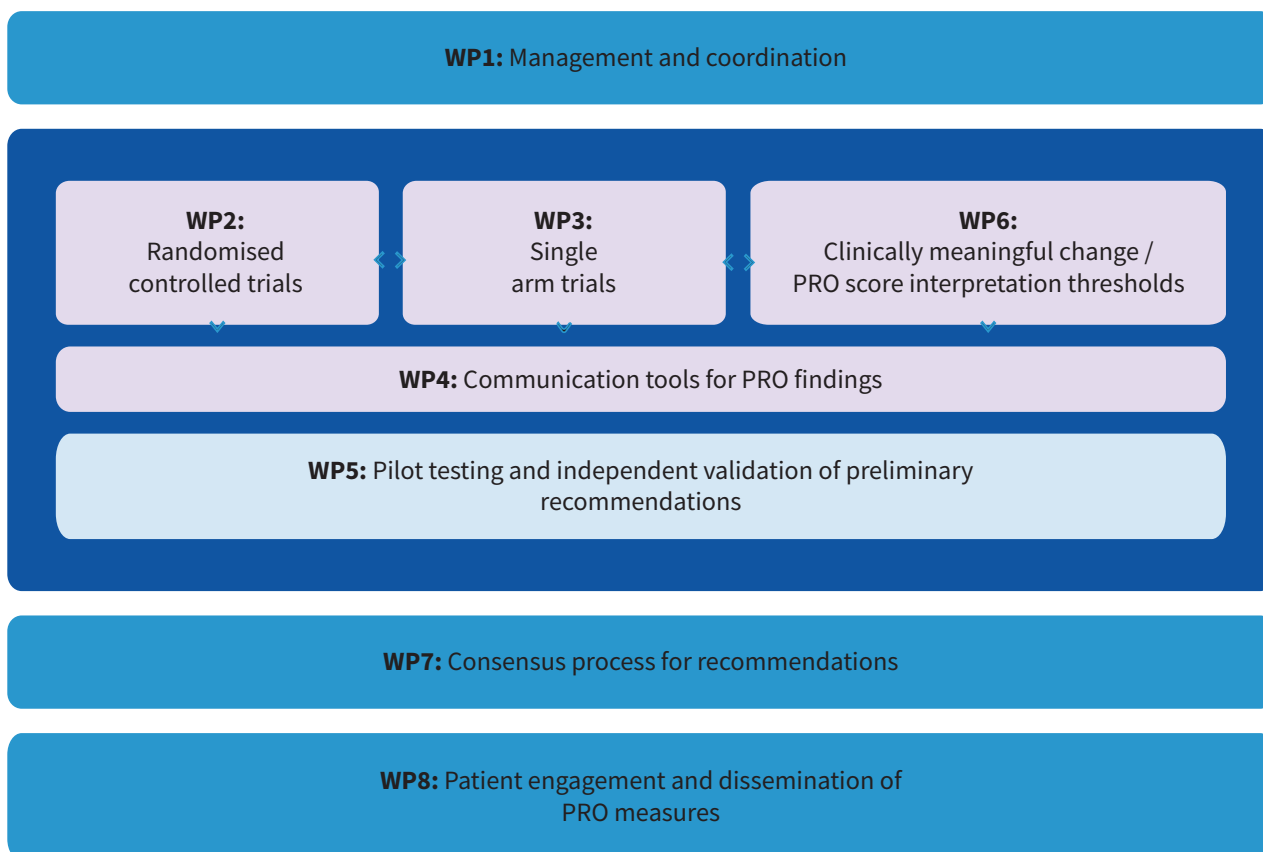 WP1: Management and coordination
WP2:
Randomised
controlled trials
WP3:
Single
arm trials
WP6:
Clinically meaningful change /
PRO score interpretation thresholds
WP4: Communication tools for PRO findings
WP5: Pilot testing and independent validation of preliminary
recommendations
WP7: Consensus process for recommendations
WP8: Patient engagement and dissemination of
PRO measures